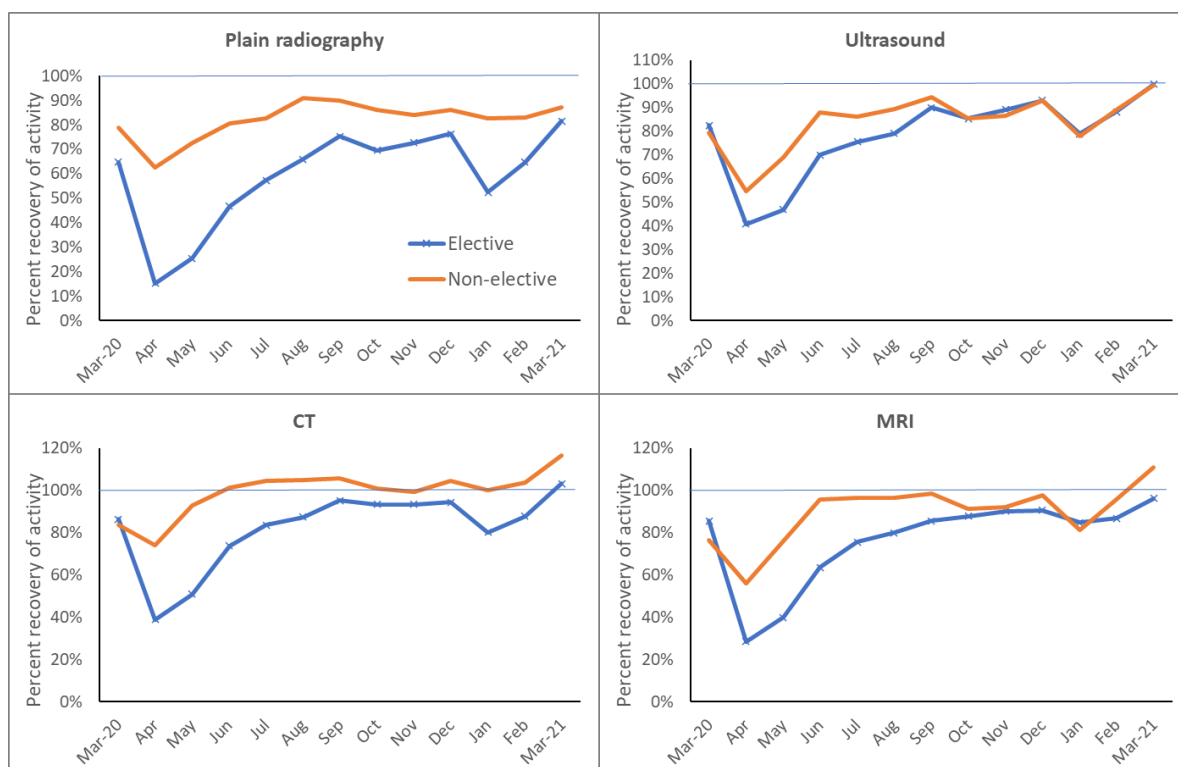 Plain radiography
Percent recovery of activity
100%
90%
80%
70%
60%
50%
40%
30%
20%
10%
0%
Elective
Non-elective
Mar-20
Apr
May
Jun
Jul
Aug
Sep
Oct
Nov
Dec
Jan
Feb
Mar-21
Ultrasound
Percent recovery of activity
110%
100%
90%
80%
70%
60%
50%
40%
30%
20%
10%
0%
Mar-20
Apr
May
Jun
Jul
Aug
Sep
Oct
Nov
Dec
Jan
Feb
Mar-21
CT
Percent recovery of activity
120%
100%
80%
60%
40%
20%
0%
Mar-20
Apr
May
Jun
Jul
Aug
Sep
Oct
Nov
Dec
Jan
Feb
Mar-21
MRI
Percent recovery of activity
120%
100%
80%
60%
40%
20%
0%
Mar-20
Apr
May
Jun
Jul
Aug
Sep
Oct
Nov
Dec
Jan
Feb
Mar-21